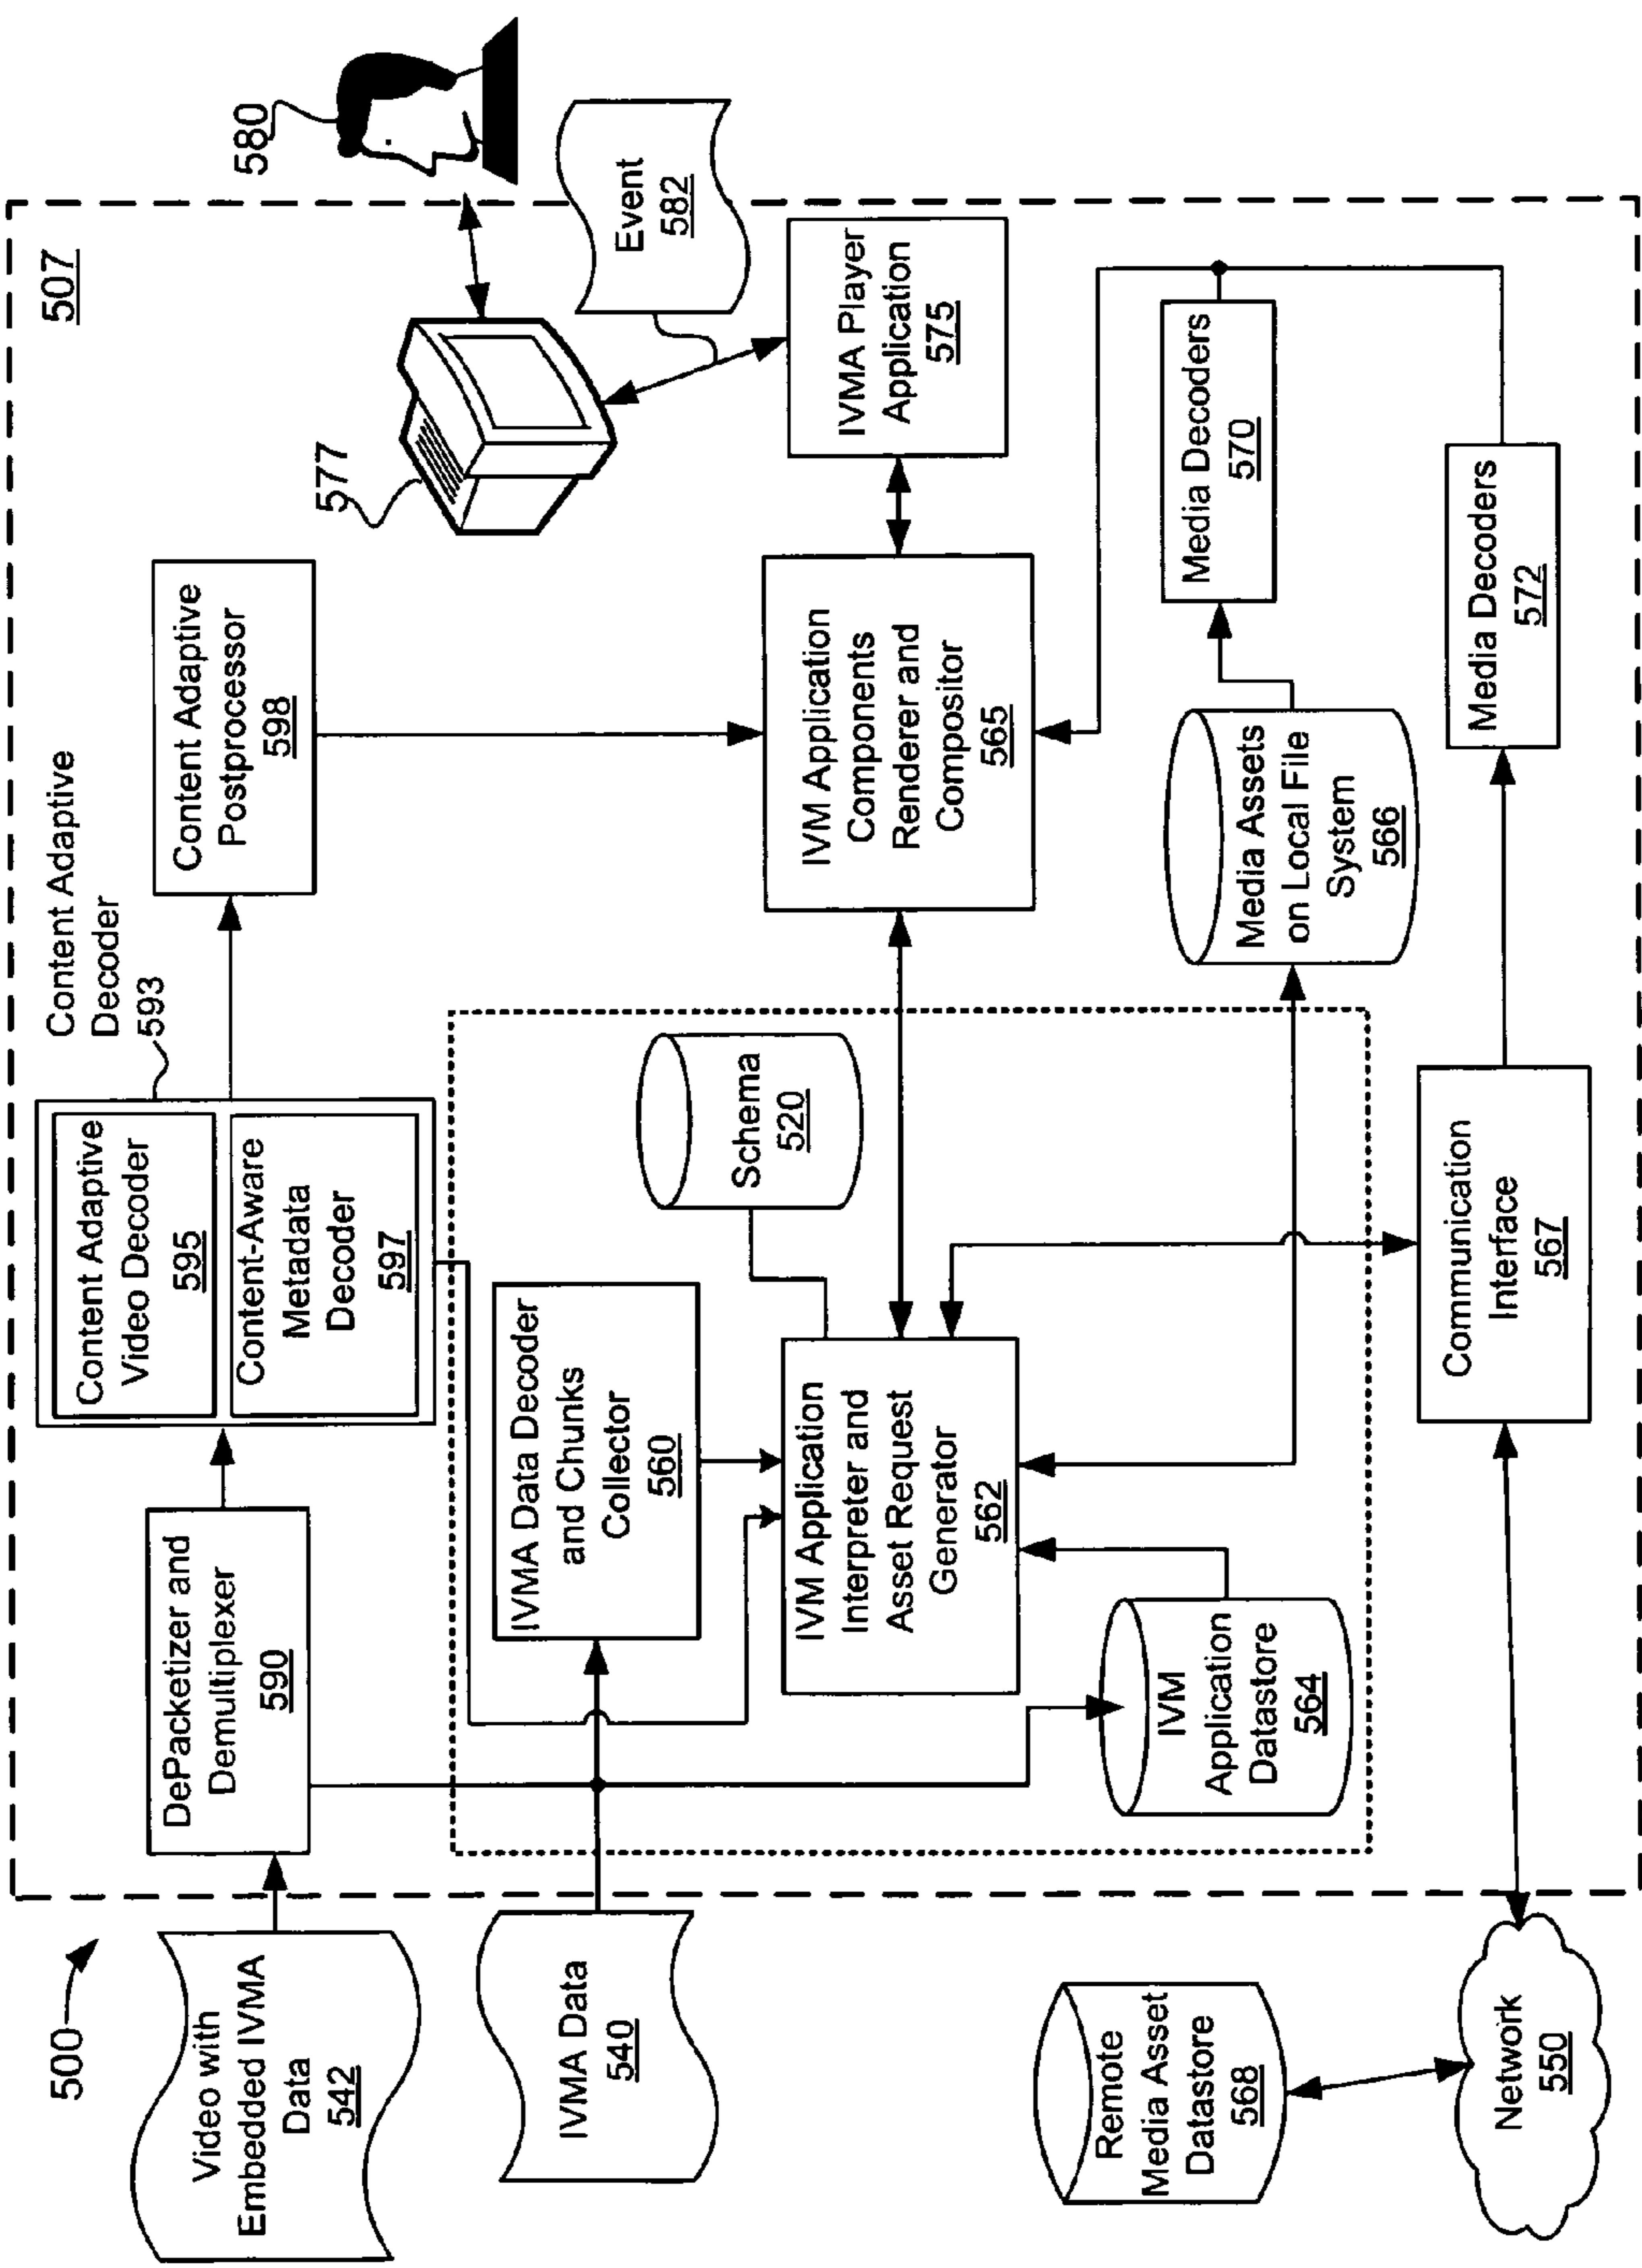 500
507
Video with
Embedded IVMA
Data
542
DePacketizer and
Demultiplexer
590
Content Adaptive
Video Decoder
595
Content-Aware
Metadata
Decoder
597
Content Adaptive
Decoder
593
Content Adaptive
Postprocessor
598
577
580
Event
582
IVMA Data
540
IVMA Data Decoder
and Chunks
Collector
560
Schema
520
IVM Application
Interpreter and
Asset Request
Generator
562
IVM Application
Components
Renderer and
Compositor
565
IVMA Player
Application
575
IVM
Application
Datastore
564
Media Assets
on Local File
System
566
Media Decoders
570
Remote
Media Asset
Datastore
568
Network
550
Communication
Interface
567
Media Decoders
572